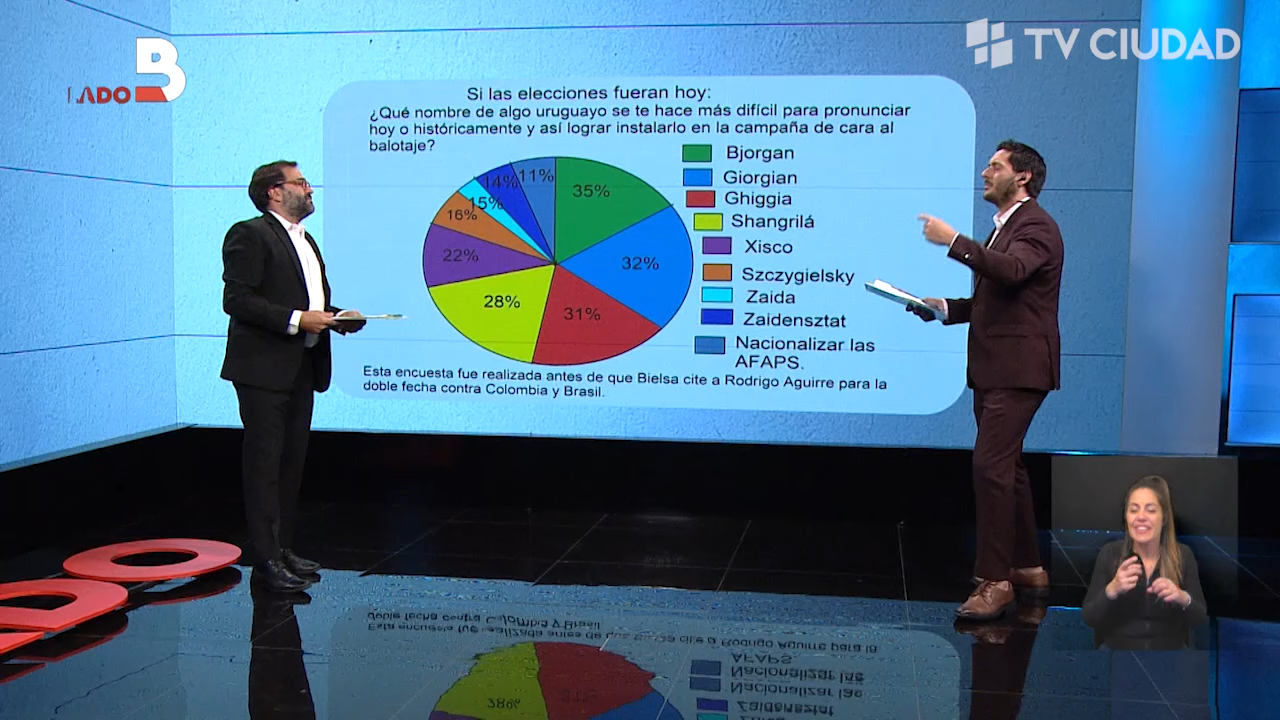 LADO B
TV CIUDAD
Si las elecciones fueran hoy:
¿Qué nombre de algo uruguayo se te hace más difícil para pronunciar
hoy o históricamente y así lograr instalarlo en la campaña de cara al
balotaje?
11%
14%
15%
16%
22%
28%
31%
32%
35%
Bjorgan
Giorgian
Ghiggia
Shangrilá
Xisco
Szczygielsky
Zaida
Zaidensztat
Nacionalizar las
AFAPS.
Esta encuesta fue realizada antes de que Bielsa cite a Rodrigo Aguirre para la
doble fecha contra Colombia y Brasil.